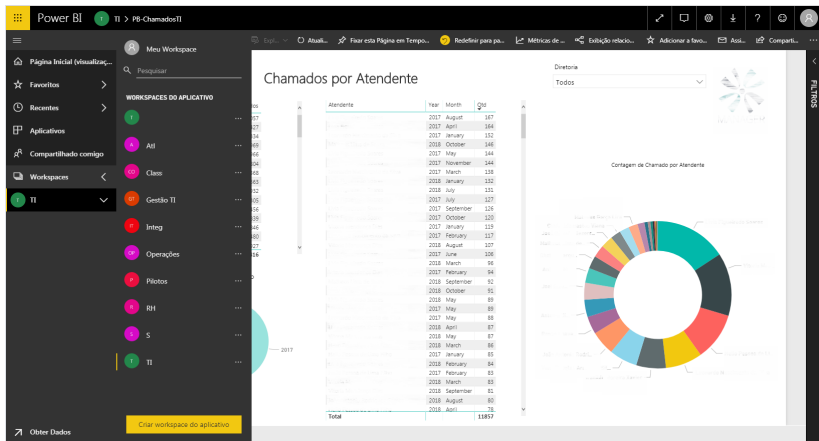 Power BI T TI > PB-ChamadosTI
Expl... Atuali... Fixar esta Página em Tempo... Redefinir para pa... Métricas de ... Exibição relacio... Adicionar a favo... Assi... Comparti... ...
Página Inicial (visualizaç...
Favoritos
Recentes
Aplicativos
Compartilhado comigo
Workspaces
T TI
Obter Dados
Meu Workspace
Pesquisar
WORKSPACES DO APLICATIVO
T ...
A Atl ...
CO Class ...
GT Gestão TI ...
IT Integ ...
OP Operações ...
P Pilotos ...
R RH ...
S S ...
T TI ...
Criar workspace do aplicativo
Chamados por Atendente
Diretoria
Todos
FILTROS
Atendente Year Month Qtd
2017 August 167
2017 April 164
2017 January 152
2018 October 146
2017 May 144
2017 November 144
2017 March 138
2018 January 132
2018 July 131
2017 July 127
2017 September 126
2017 October 120
2017 January 119
2017 February 117
2018 August 107
2017 June 106
2018 March 96
2017 February 94
2018 September 92
2018 October 91
2018 May 89
2017 May 89
2017 May 88
2018 April 87
2018 May 87
2018 March 86
2017 January 85
2018 February 84
2017 February 83
2018 March 83
2018 September 81
2018 August 80
2018 April 78
Total 11857
2017
Contagem de Chamado por Atendente